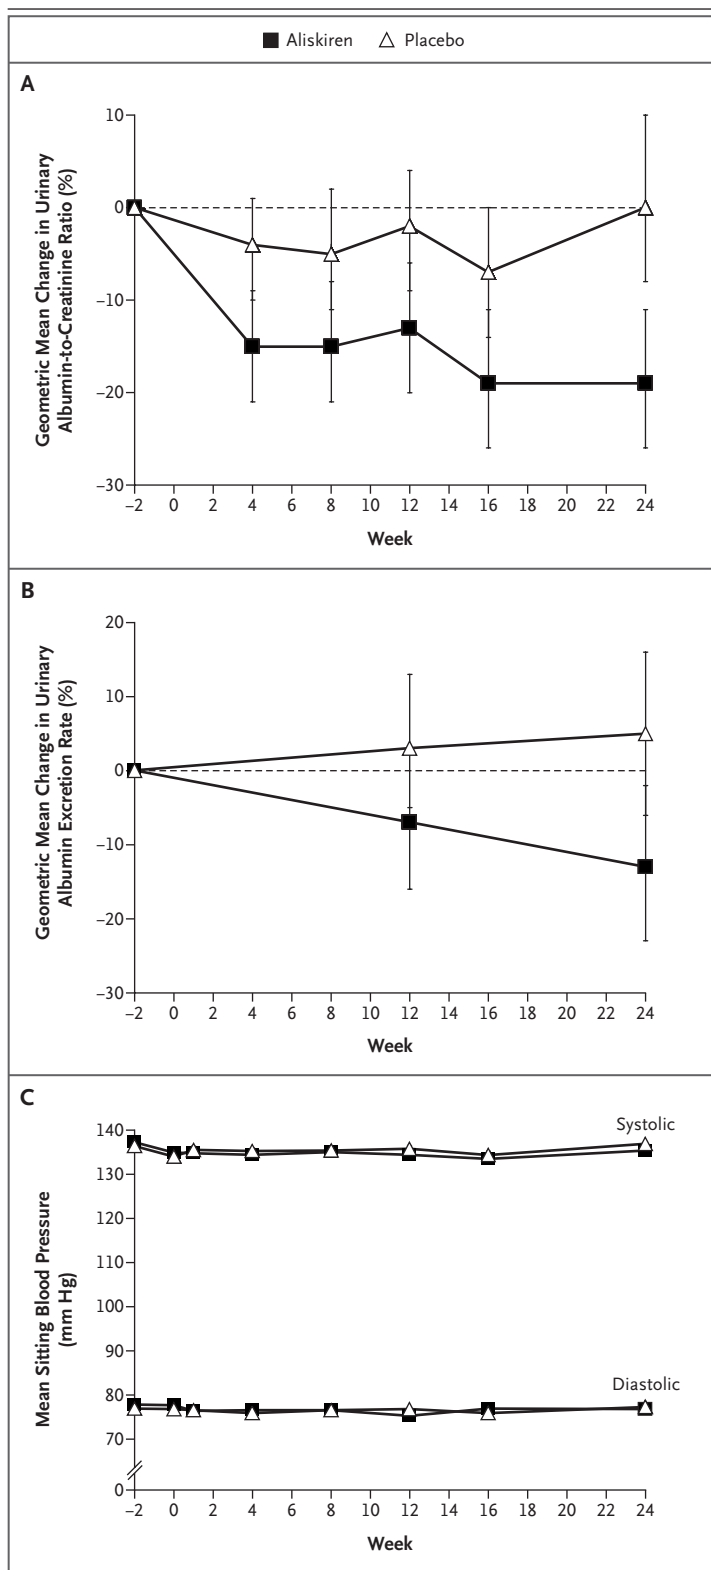 Aliskiren Placebo
A
Geometric Mean Change in Urinary
Albumin-to-Creatinine Ratio (%)
10
0
−10
−20
−30
−2 0 2 4 6 8 10 12 14 16 18 20 22 24
Week
B
Geometric Mean Change in Urinary
Albumin Excretion Rate (%)
20
10
0
−10
−20
−30
−2 0 2 4 6 8 10 12 14 16 18 20 22 24
Week
C
Mean Sitting Blood Pressure
(mm Hg)
140
130
120
110
100
90
80
70
0
Systolic
Diastolic
−2 0 2 4 6 8 10 12 14 16 18 20 22 24
Week